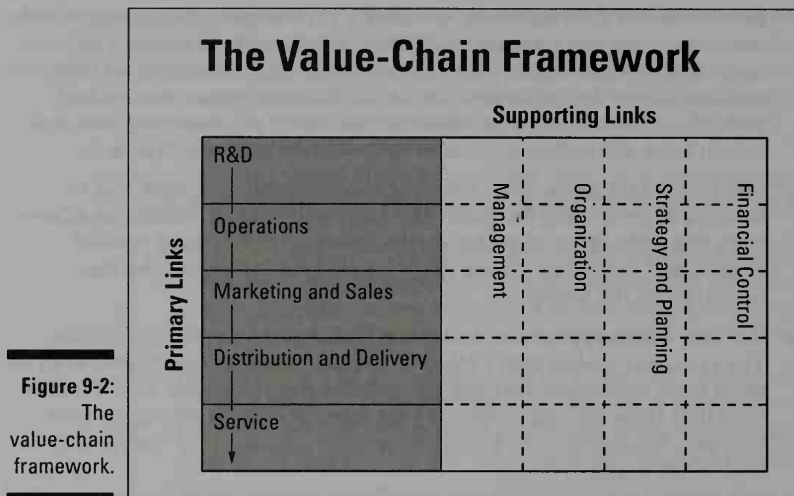 The Value-Chain Framework
Supporting Links
Primary Links
R&D
Operations
Marketing and Sales
Distribution and Delivery
Service
Management
Organization
Strategy and Planning
Financial Control
Figure 9-2:
The
value-chain
framework.